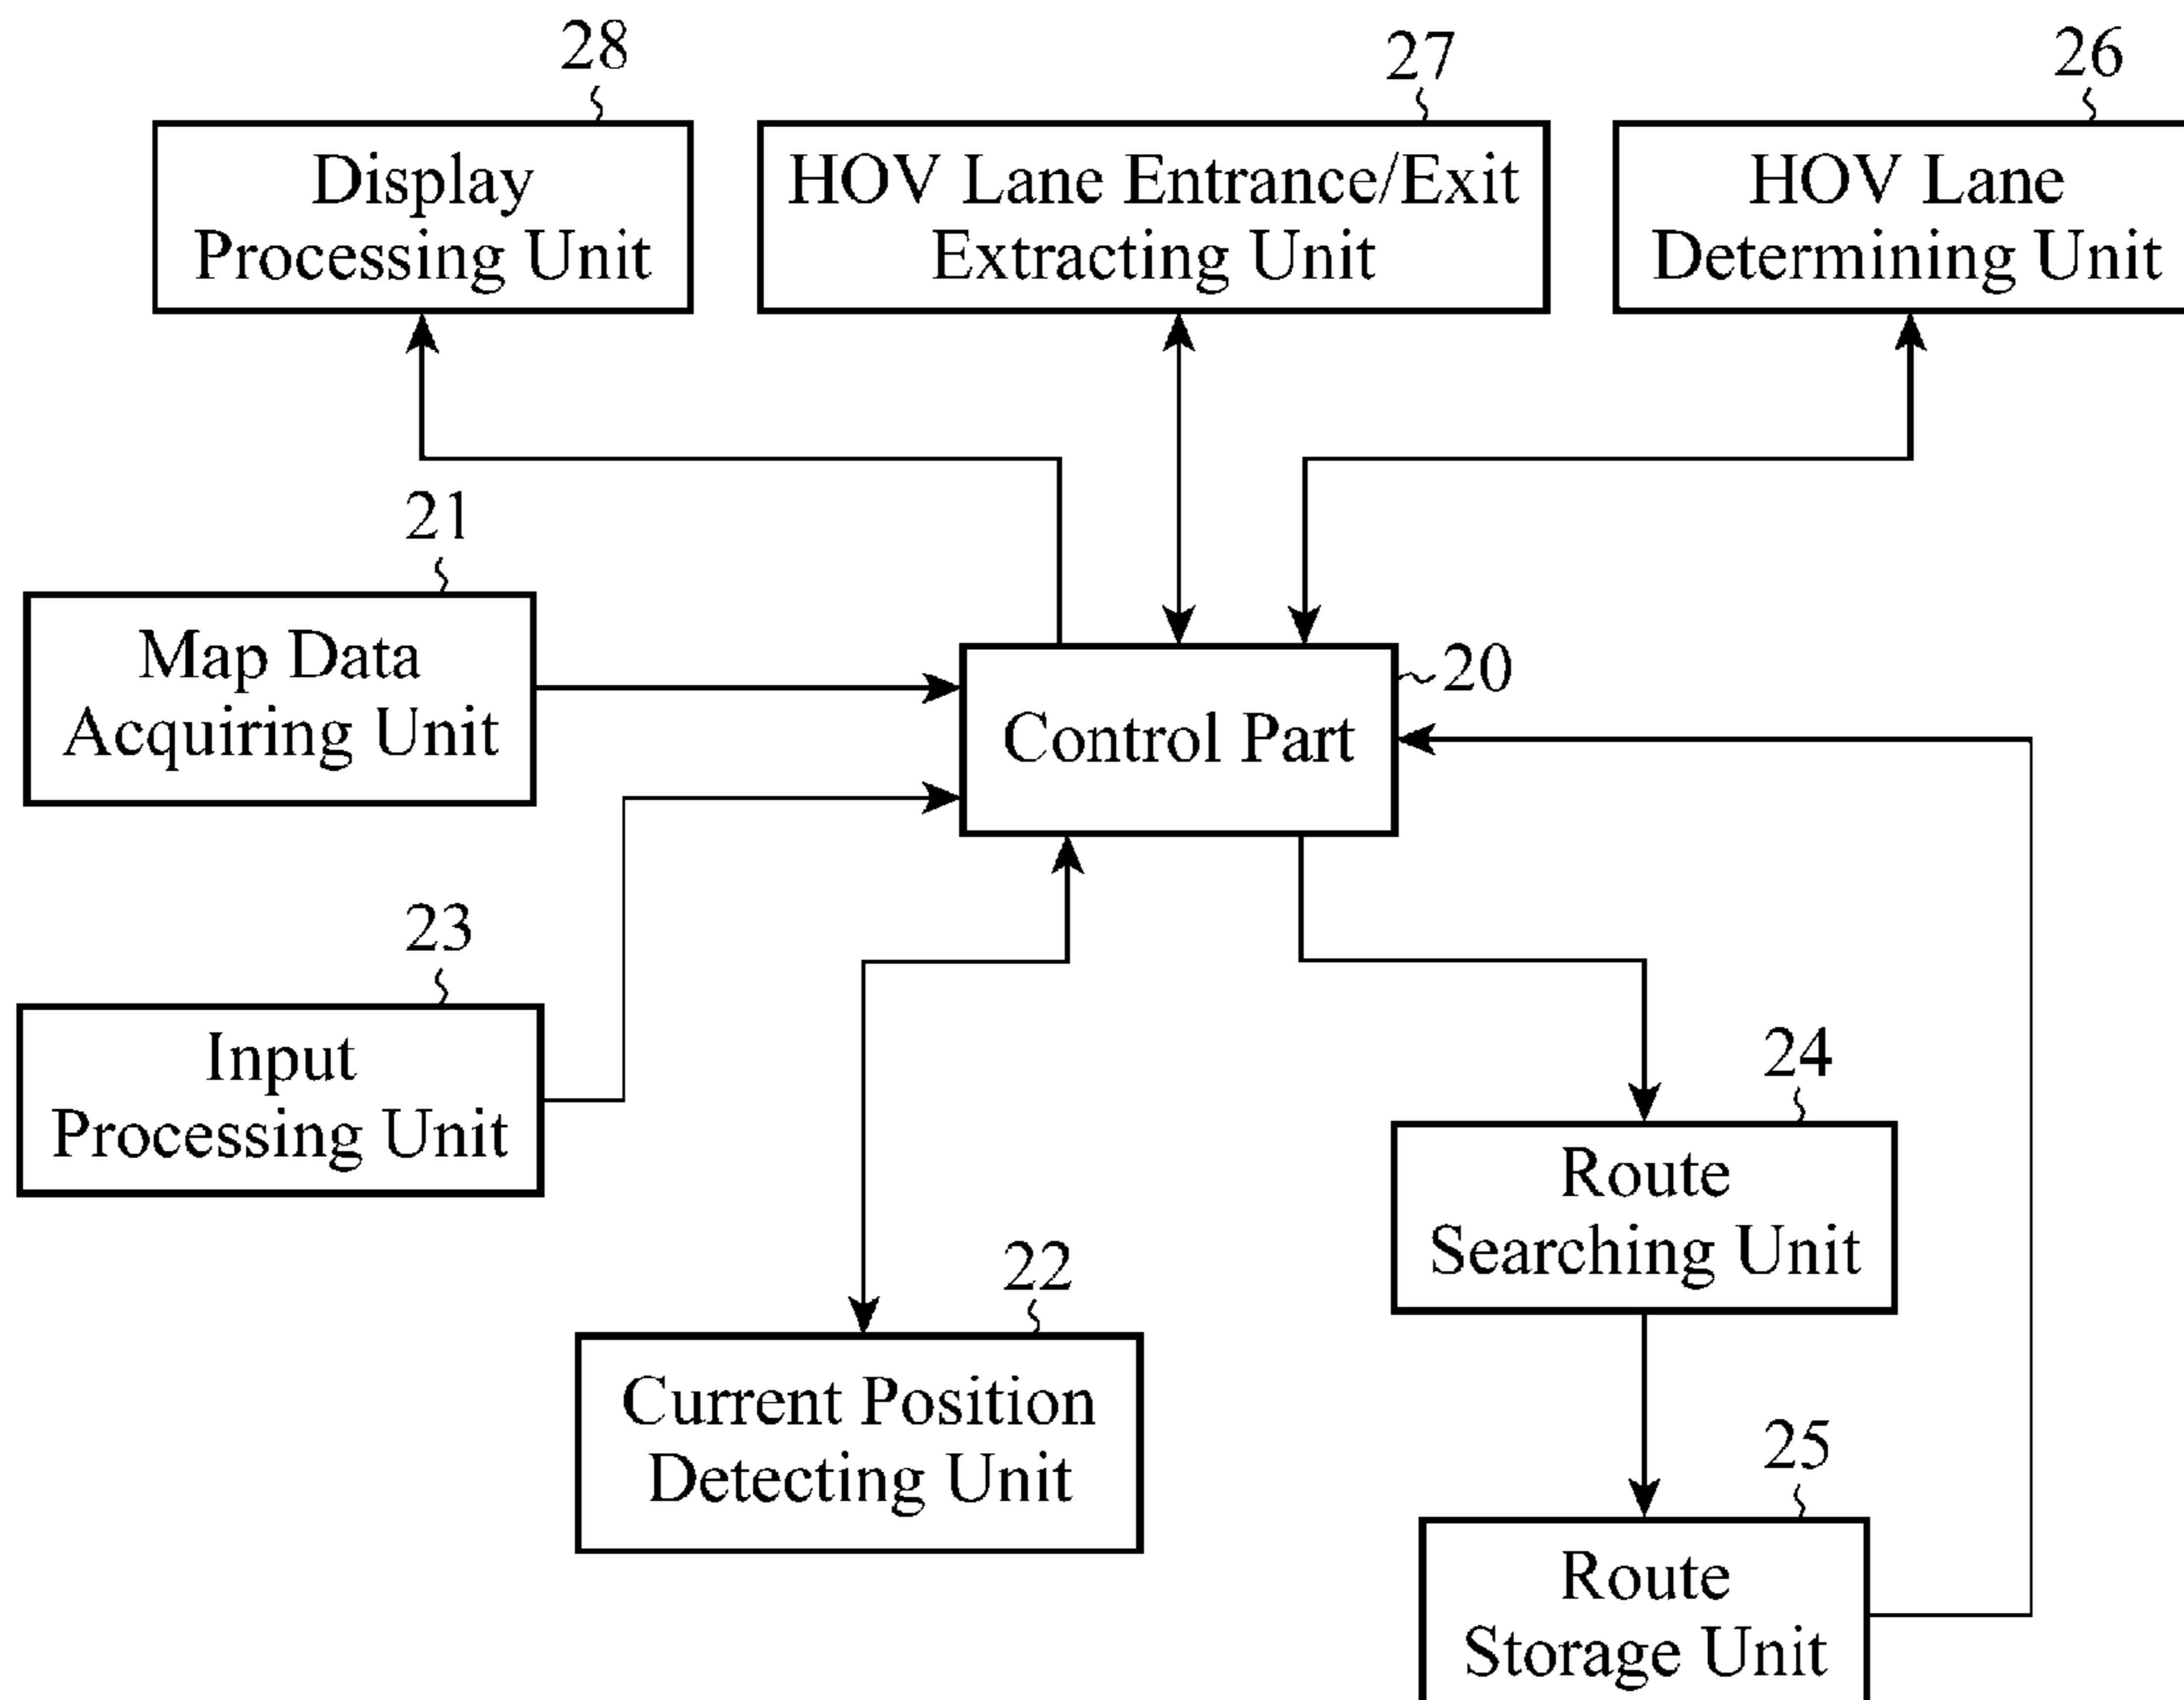 28
27
26
Display
Processing Unit
HOV Lane Entrance/Exit
Extracting Unit
HOV Lane
Determining Unit
21
Map Data
Acquiring Unit
20
Control Part
23
Input
Processing Unit
24
Route
Searching Unit
22
Current Position
Detecting Unit
25
Route
Storage Unit